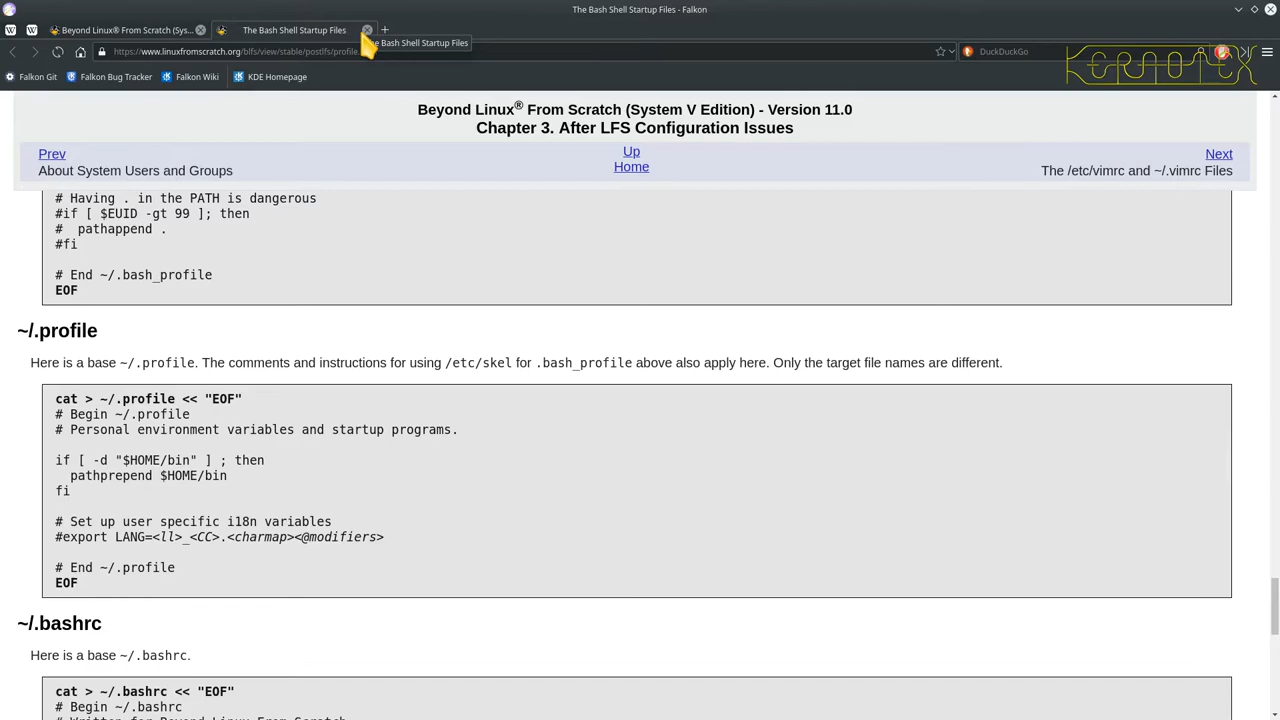 The Bash Shell Startup Files - Falkon
Beyond Linux® From Scratch (Sys...
The Bash Shell Startup Files
he Bash Shell Startup Files
https://www.linuxfromscratch.org/blfs/view/stable/postlfs/profile.
DuckDuckGo
KERNOTEX
Falkon Git
Falkon Bug Tracker
Falkon Wiki
KDE Homepage
Beyond Linux® From Scratch (System V Edition) - Version 11.0
Chapter 3. After LFS Configuration Issues
Prev
Up
Next
About System Users and Groups
Home
The /etc/vimrc and ~/.vimrc Files
# Having . in the PATH is dangerous
#if [ $EUID -gt 99 ]; then
#  pathappend .
#fi
# End ~/.bash_profile
EOF
~/.profile
Here is a base ~/.profile. The comments and instructions for using /etc/skel for .bash_profile above also apply here. Only the target file names are different.
cat > ~/.profile << "EOF"
# Begin ~/.profile
# Personal environment variables and startup programs.
if [ -d "$HOME/bin" ] ; then
  pathprepend $HOME/bin
fi
# Set up user specific i18n variables
#export LANG=<ll>_<CC>.<charmap><@modifiers>
# End ~/.profile
EOF
~/.bashrc
Here is a base ~/.bashrc.
cat > ~/.bashrc << "EOF"
# Begin ~/.bashrc
# Written for Beyond Linux From Scratch